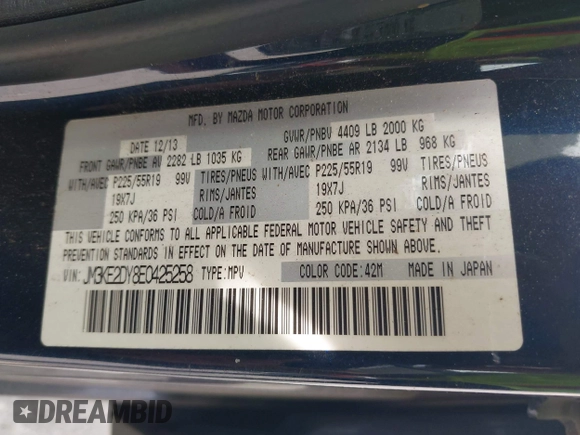 MFD. BY MAZDA MOTOR CORPORATION
DATE 12/13
GVWR/PNBV 4409 LB 2000 KG
FRONT GAWR/PNBE AV 2282 LB 1035 KG
REAR GAWR/PNBE AR 2134 LB 968 KG
WITH/AVEC P225/55R19 99V TIRES/PNEUS
19X7J RIMS/JANTES
250 KPA/36 PSI COLD/A FROID
WITH/AVEC P225/55R19 99V TIRES/PNEUS
19X7J RIMS/JANTES
250 KPA/36 PSI COLD/A FROID
THIS VEHICLE CONFORMS TO ALL APPLICABLE FEDERAL MOTOR VEHICLE SAFETY AND THEFT
PREVENTION STANDARDS IN EFFECT ON THE DATE OF MANUFACTURE SHOWN ABOVE.
VIN: JM3KE2DY8E0425258 TYPE: MPV COLOR CODE: 42M MADE IN JAPAN
DREAMBID